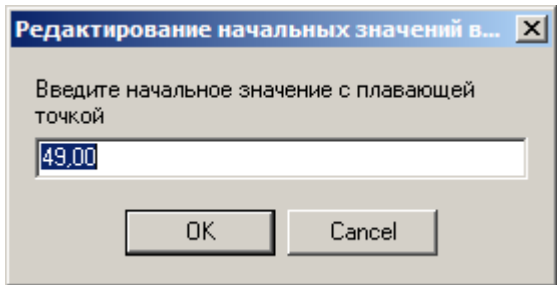 Редактирование начальных значений в...
Введите начальное значение с плавающей
точкой
49,00
OK Cancel